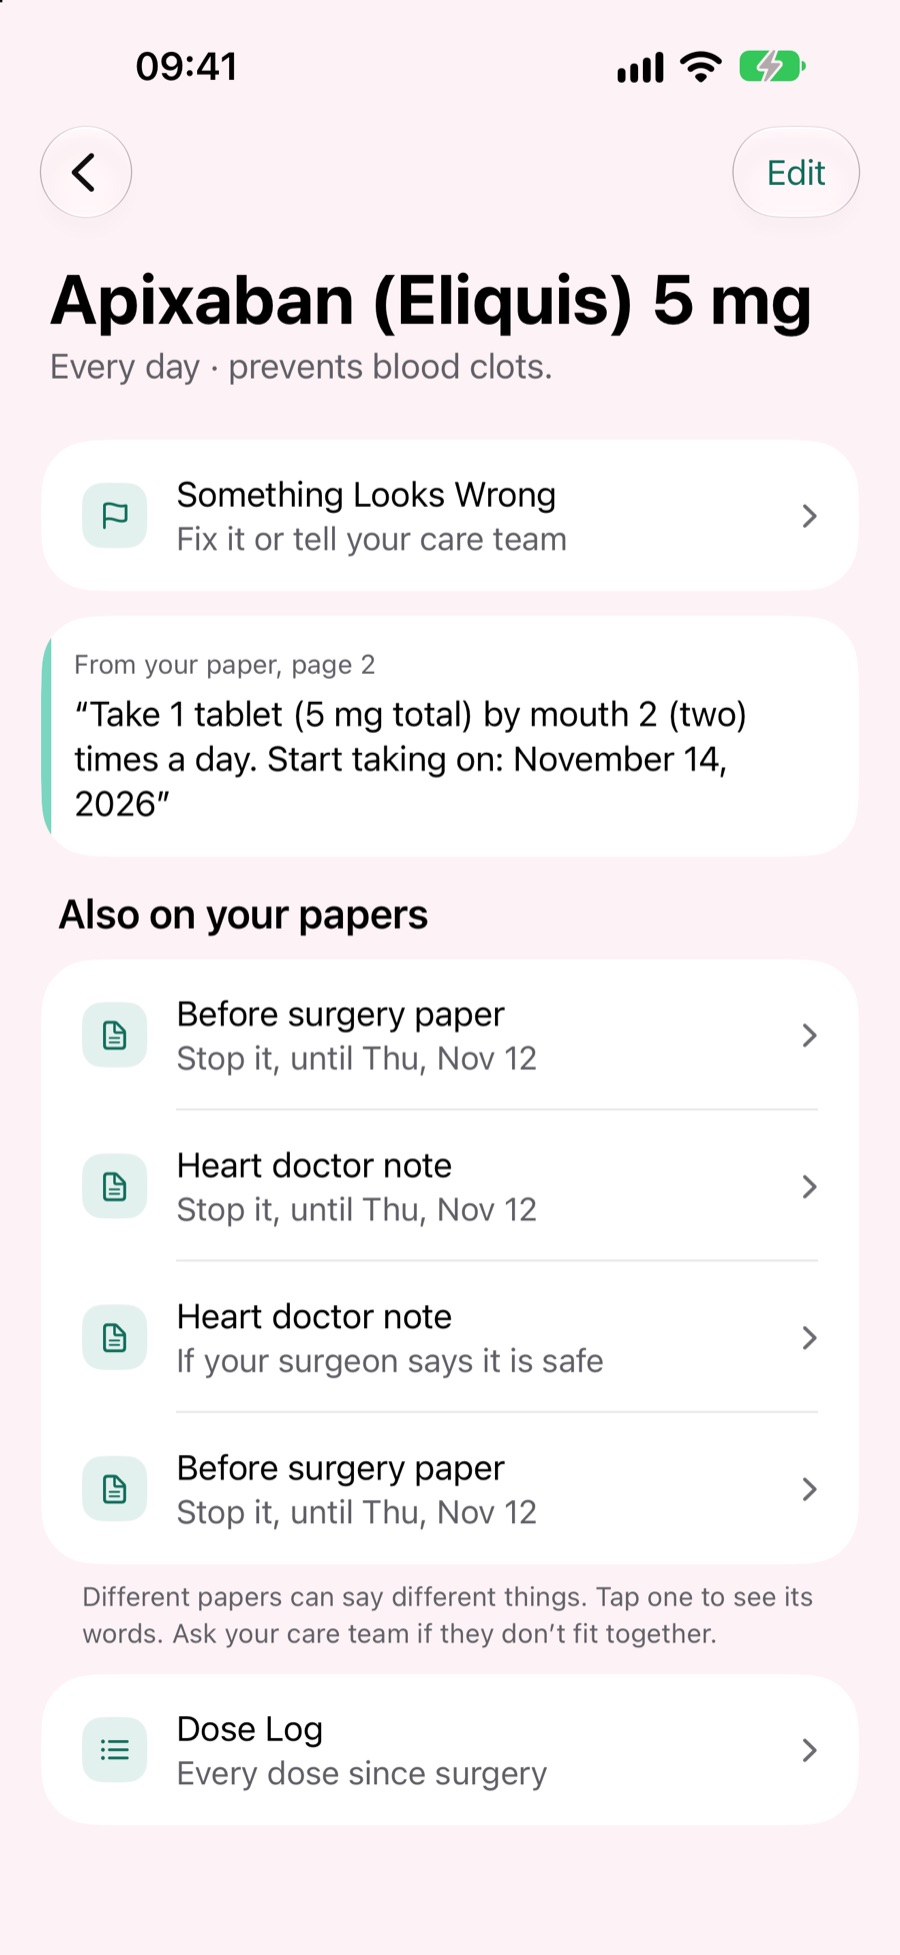 09:41
Edit
Apixaban (Eliquis) 5 mg
Every day · prevents blood clots.
Something Looks Wrong
Fix it or tell your care team
From your paper, page 2
“Take 1 tablet (5 mg total) by mouth 2 (two)
times a day. Start taking on: November 14,
2026”
Also on your papers
Before surgery paper
Stop it, until Thu, Nov 12
Heart doctor note
Stop it, until Thu, Nov 12
Heart doctor note
If your surgeon says it is safe
Before surgery paper
Stop it, until Thu, Nov 12
Different papers can say different things. Tap one to see its
words. Ask your care team if they don’t fit together.
Dose Log
Every dose since surgery